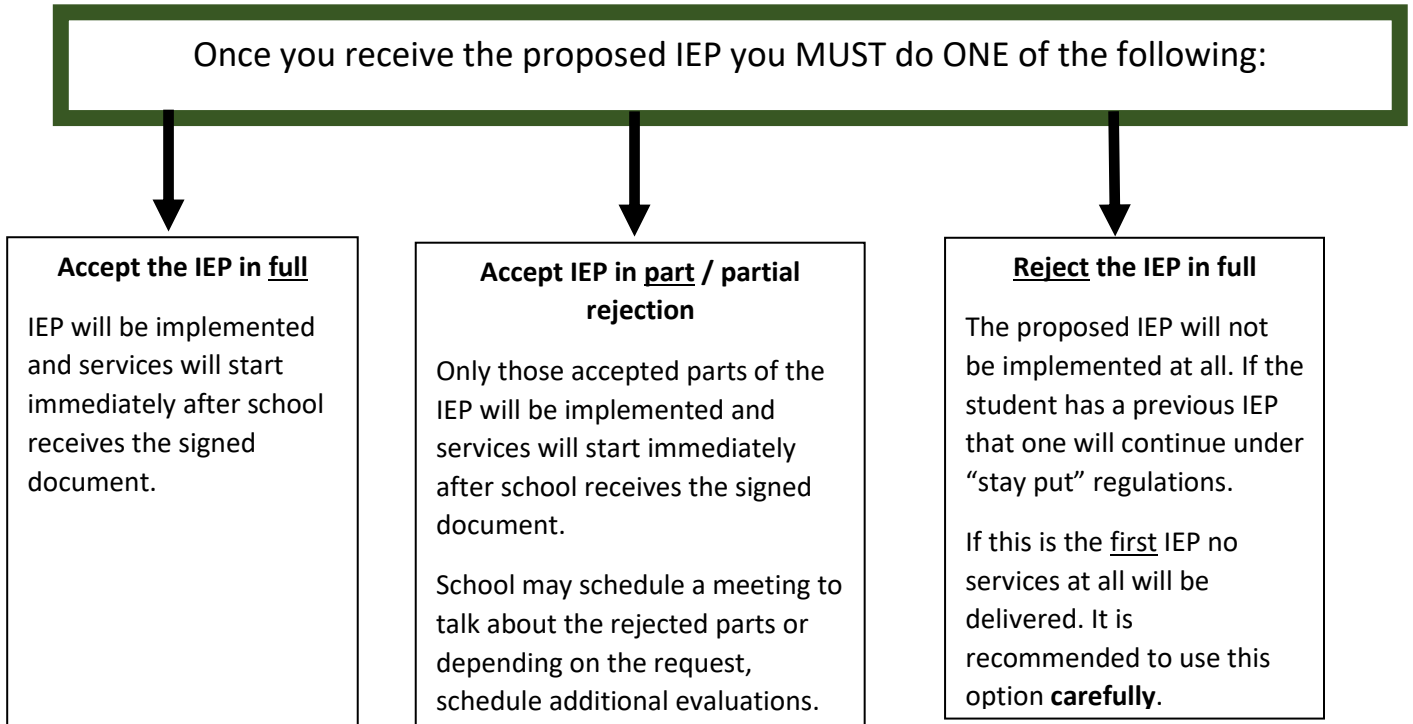 Once you receive the proposed IEP you MUST do ONE of the following:
Accept the IEP in full
IEP will be implemented
and services will start
immediately after school
receives the signed
document.
Accept IEP in part / partial
rejection
Only those accepted parts of the
IEP will be implemented and
services will start immediately
after school receives the signed
document.
School may schedule a meeting to
talk about the rejected parts or
depending on the request,
schedule additional evaluations.
Reject the IEP in full
The proposed IEP will not
be implemented at all. If the
student has a previous IEP
that one will continue under
“stay put” regulations.
If this is the first IEP no
services at all will be
delivered. It is
recommended to use this
option carefully.